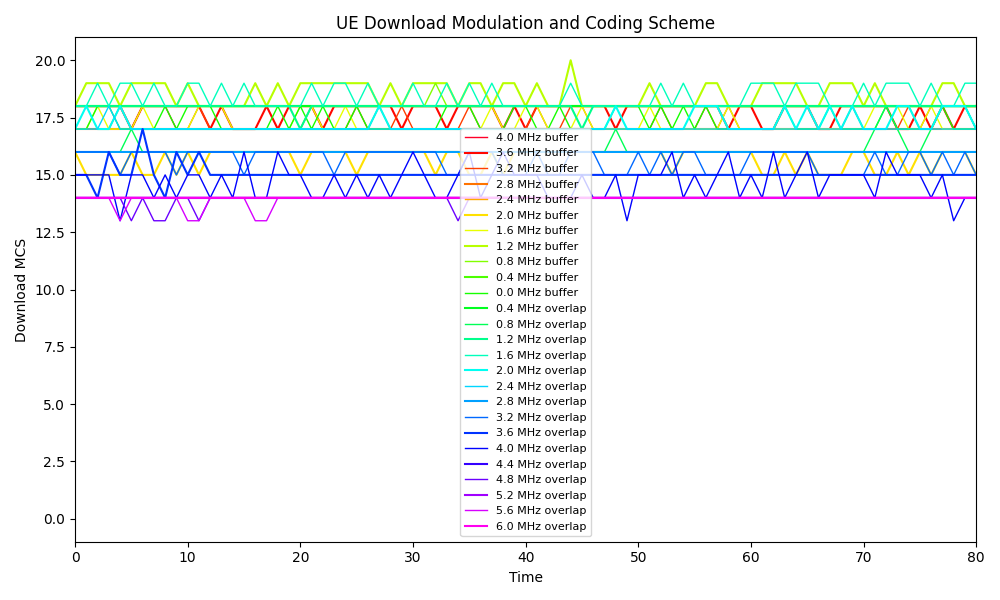 UE Download Modulation and Coding Scheme
20.0
17.5
15.0
12.5
10.0
7.5
5.0
2.5
0.0
Download MCS
4.0 MHz buffer
3.6 MHz buffer
3.2 MHz buffer
2.8 MHz buffer
2.4 MHz buffer
2.0 MHz buffer
1.6 MHz buffer
1.2 MHz buffer
0.8 MHz buffer
0.4 MHz buffer
0.0 MHz buffer
0.4 MHz overlap
0.8 MHz overlap
1.2 MHz overlap
1.6 MHz overlap
2.0 MHz overlap
2.4 MHz overlap
2.8 MHz overlap
3.2 MHz overlap
3.6 MHz overlap
4.0 MHz overlap
4.4 MHz overlap
4.8 MHz overlap
5.2 MHz overlap
5.6 MHz overlap
6.0 MHz overlap
0 10 20 30 40 50 60 70 80
Time